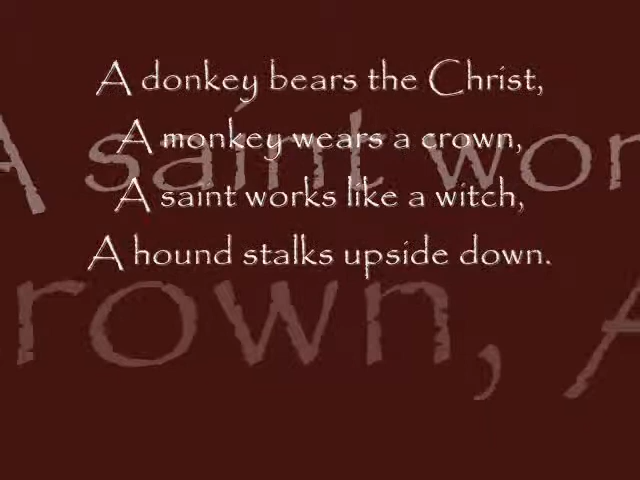 A donkey bears the Christ,
A monkey wears a crown,
A saint works like a witch,
A hound stalks upside down.
A saint wor
rown, A